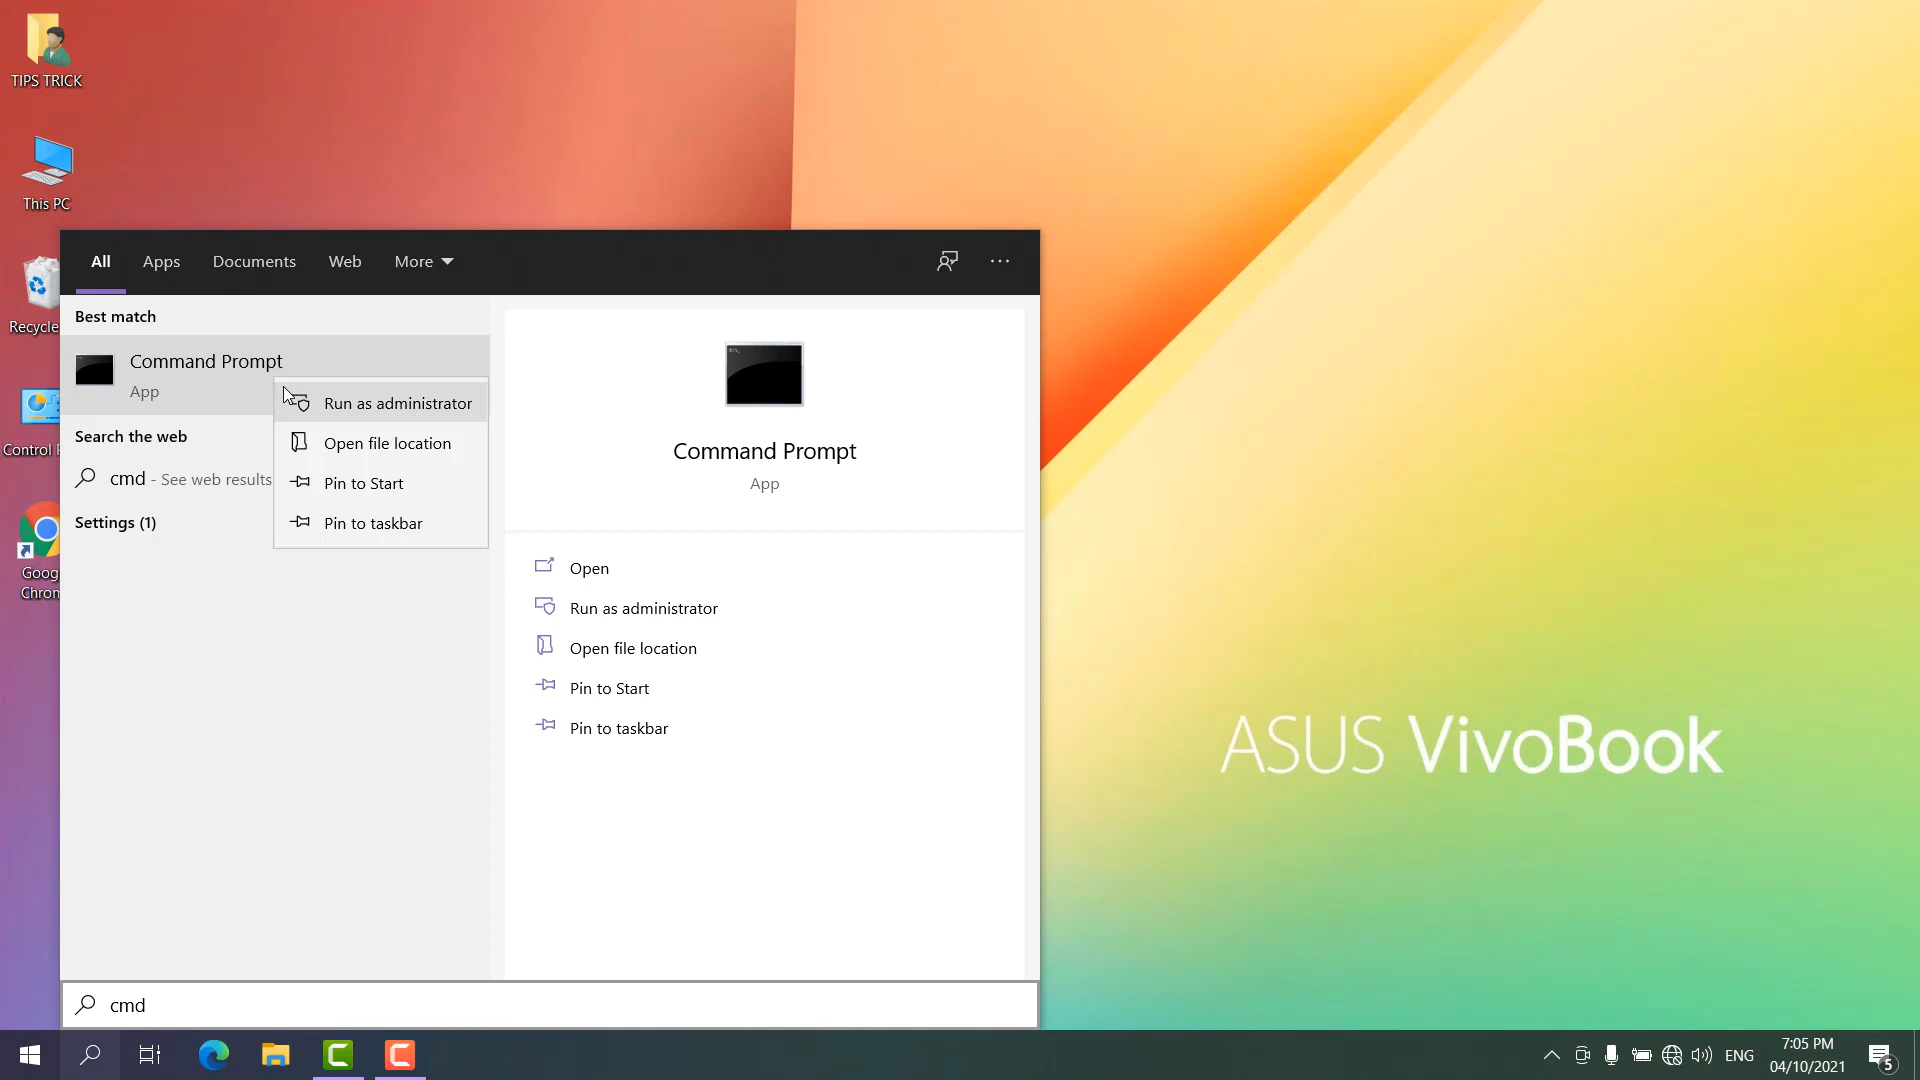 TIPS TRICK
This PC
Recycle
Control
Goog
Chrom
All Apps Documents Web More
Best match
Command Prompt
App
Search the web
cmd - See web results
Settings (1)
Run as administrator
Open file location
Pin to Start
Pin to taskbar
Command Prompt
App
Open
Run as administrator
Open file location
Pin to Start
Pin to taskbar
ASUS VivoBook
cmd
ENG
7:05 PM
04/10/2021
5